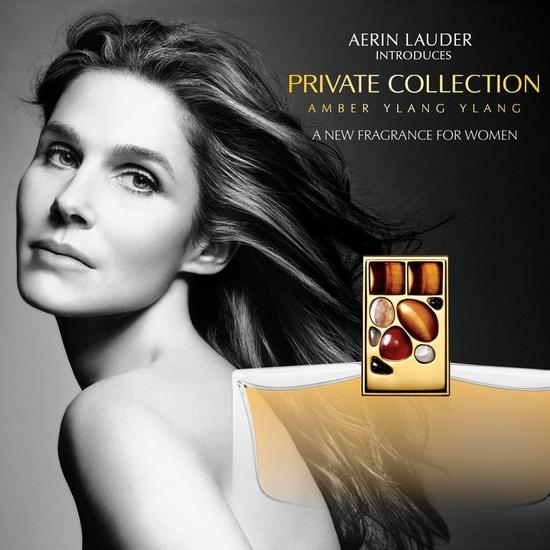 AERIN LAUDER
INTRODUCES
PRIVATE COLLECTION
AMBER YLANG YLANG
A NEW FRAGRANCE FOR WOMEN